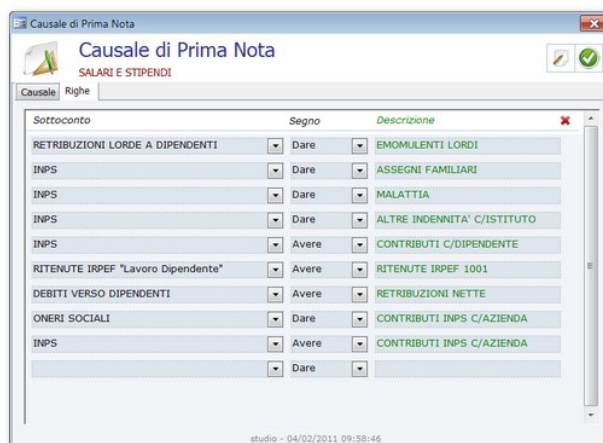 Causale di Prima Nota
Causale di Prima Nota
SALARI E STIPENDI
Causale Righe
Sottoconto Segno Descrizione
RETRIBUZIONI LORDE A DIPENDENTI Dare EMOMULENTI LORDI
INPS Dare ASSEGNI FAMILIARI
INPS Dare MALATTIA
INPS Dare ALTRE INDENNITA' C/ISTITUTO
INPS Avere CONTRIBUTI C/DIPENDENTE
RITENUTE IRPEF "Lavoro Dipendente" Avere RITENUTE IRPEF 1001
DEBITI VERSO DIPENDENTI Avere RETRIBUZIONI NETTE
ONERI SOCIALI Dare CONTRIBUTI INPS C/AZIENDA
INPS Avere CONTRIBUTI INPS C/AZIENDA
Dare
studio - 04/02/2011 09:58:46